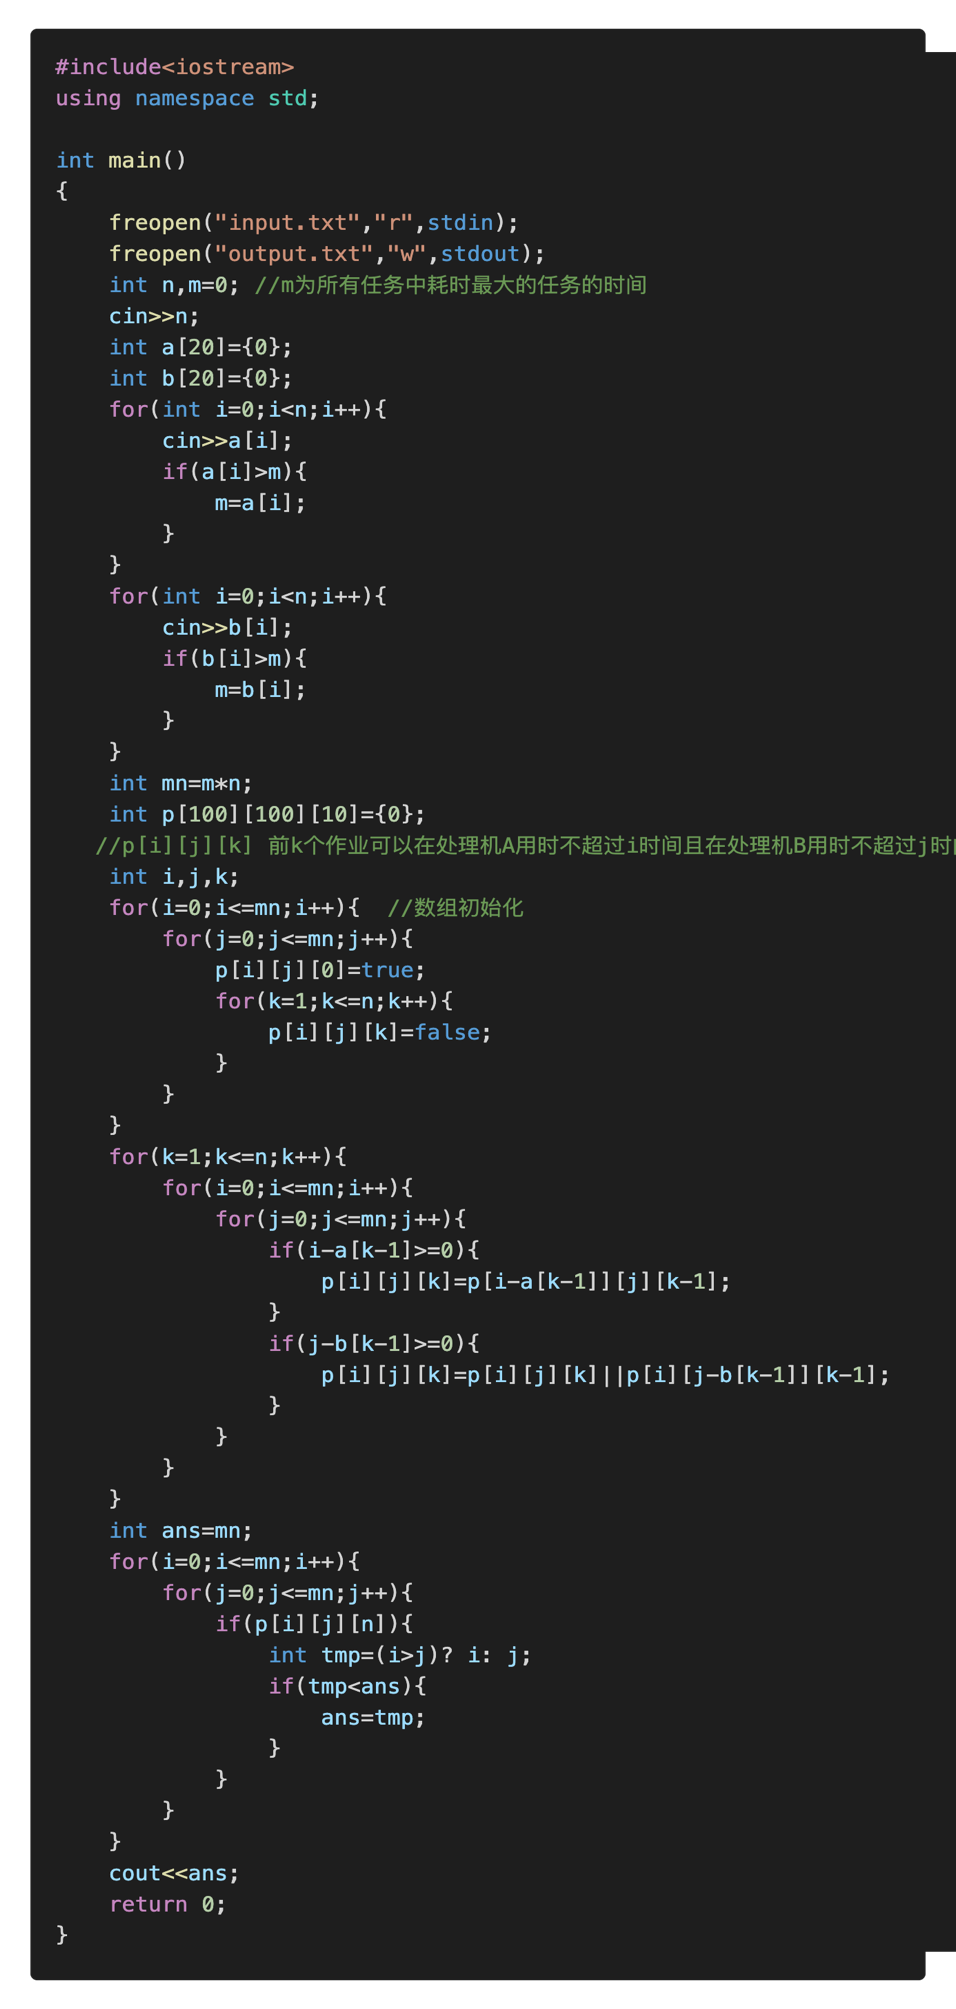 #include<iostream>
using namespace std;

int main()
{
    freopen("input.txt","r",stdin);
    freopen("output.txt","w",stdout);
    int n,m=0; //m为所有任务中耗时最大的任务的时间
    cin>>n;
    int a[20]={0};
    int b[20]={0};
    for(int i=0;i<n;i++){
        cin>>a[i];
        if(a[i]>m){
            m=a[i];
        }
    }
    for(int i=0;i<n;i++){
        cin>>b[i];
        if(b[i]>m){
            m=b[i];
        }
    }
    int mn=m*n;
    int p[100][100][10]={0};
   //p[i][j][k] 前k个作业可以在处理机A用时不超过i时间且在处理机B用时不超过j时
    int i,j,k;
    for(i=0;i<=mn;i++){  //数组初始化
        for(j=0;j<=mn;j++){
            p[i][j][0]=true;
            for(k=1;k<=n;k++){
                p[i][j][k]=false;
            }
        }
    }
    for(k=1;k<=n;k++){
        for(i=0;i<=mn;i++){
            for(j=0;j<=mn;j++){
                if(i-a[k-1]>=0){
                    p[i][j][k]=p[i-a[k-1]][j][k-1];
                }
                if(j-b[k-1]>=0){
                    p[i][j][k]=p[i][j][k]||p[i][j-b[k-1]][k-1];
                }
            }
        }
    }
    int ans=mn;
    for(i=0;i<=mn;i++){
        for(j=0;j<=mn;j++){
            if(p[i][j][n]){
                int tmp=(i>j)? i: j;
                if(tmp<ans){
                    ans=tmp;
                }
            }
        }
    }
    cout<<ans;
    return 0;
}